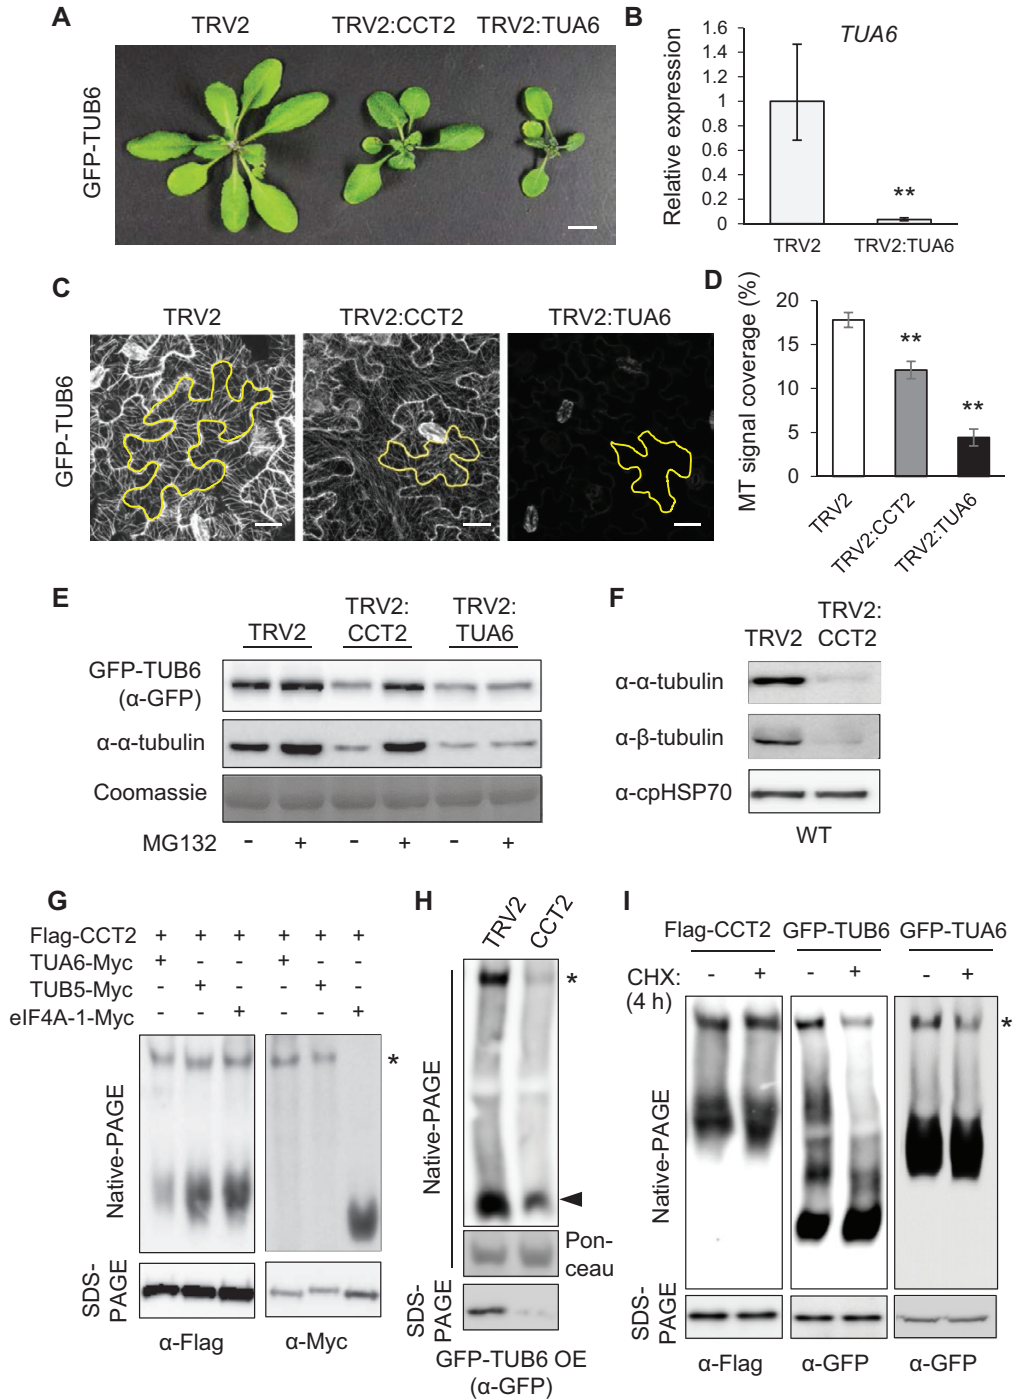 A
TRV2 TRV2:CCT2 TRV2:TUA6
GFP-TUB6
B
TUA6
Relative expression
1.6
1.4
1.2
1
0.8
0.6
0.4
0.2
0
**
TRV2 TRV2:TUA6
C
TRV2 TRV2:CCT2 TRV2:TUA6
GFP-TUB6
D
MT signal coverage (%)
20
15
10
5
0
**
**
TRV2
TRV2:CCT2
TRV2:TUA6
E
TRV2 TRV2:CCT2 TRV2:TUA6
GFP-TUB6
(α-GFP)
α-α-tubulin
Coomassie
MG132 - + - + - +
F
TRV2 TRV2:CCT2
α-α-tubulin
α-β-tubulin
α-cpHSP70
WT
G
Flag-CCT2 + + + + + +
TUA6-Myc + - - + - -
TUB5-Myc - + - - + -
eIF4A-1-Myc - - + - - +
Native-PAGE
*
SDS-PAGE
α-Flag α-Myc
H
TRV2 CCT2
Native-PAGE
*
Pon-
ceau
SDS-PAGE
GFP-TUB6 OE
(α-GFP)
I
Flag-CCT2 GFP-TUB6 GFP-TUA6
CHX: - + - + - +
(4 h)
Native-PAGE
*
SDS-PAGE
α-Flag α-GFP α-GFP